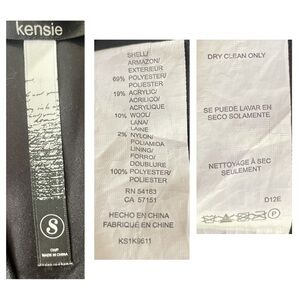 kensie
S
MADE IN CHINA
SHELL/
ARMAZON/
EXTERIEUR
69% POLYESTER/
POLIESTER
19% ACRYLIC/
ACRILICO/
ACRYLIQUE
10% WOOL/
LANA/
LAINE
2% NYLON/
POLIAMIDA
LINING/
FORRO/
DOUBLURE
100% POLYESTER/
POLIESTER
RN 54163
CA 57151
HECHO EN CHINA
FABRIQUÉ EN CHINE
KS1K9611
DRY CLEAN ONLY
SE PUEDE LAVAR EN
SECO SOLAMENTE
NETTOYAGE À SEC
SEULEMENT
D12E
P